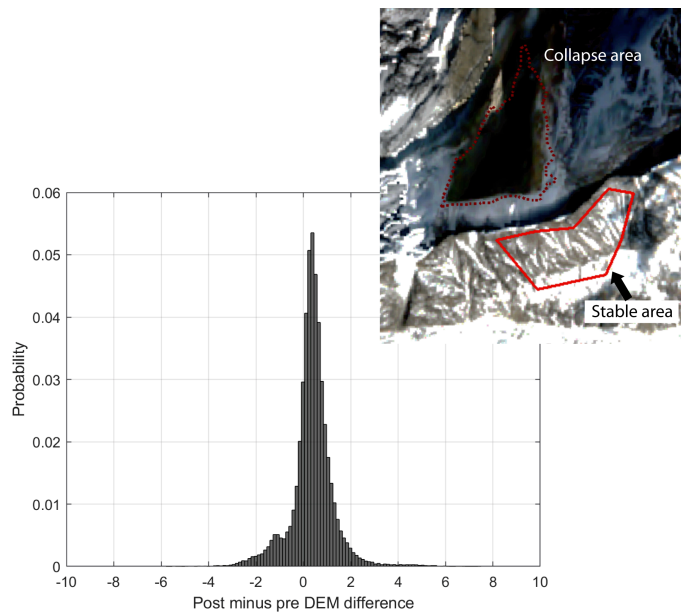 Collapse area
Stable area
0.06
0.05
0.04
0.03
0.02
0.01
0
Probability
-10 -8 -6 -4 -2 0 2 4 6 8 10
Post minus pre DEM difference